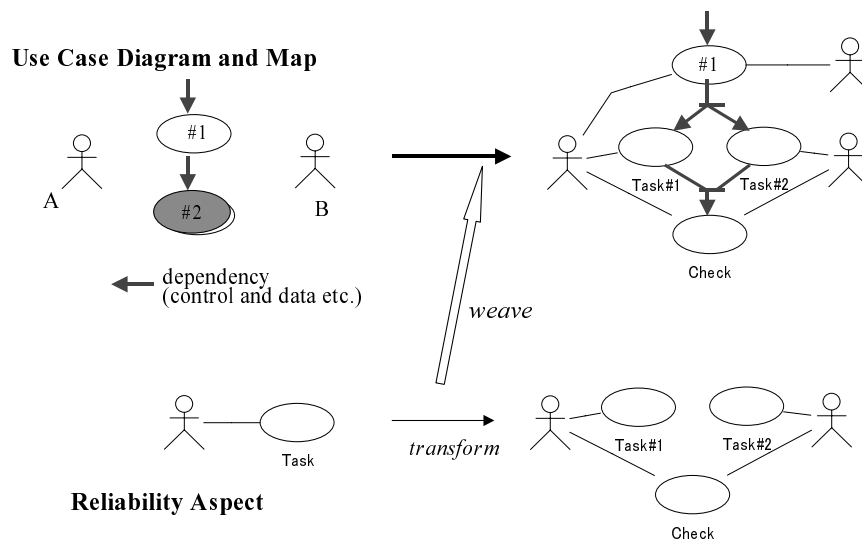 Use Case Diagram and Map
#1
#2
A
B
dependency
(control and data etc.)
#1
Task#1
Task#2
Check
weave
Task
transform
Task#1
Task#2
Check
Reliability Aspect